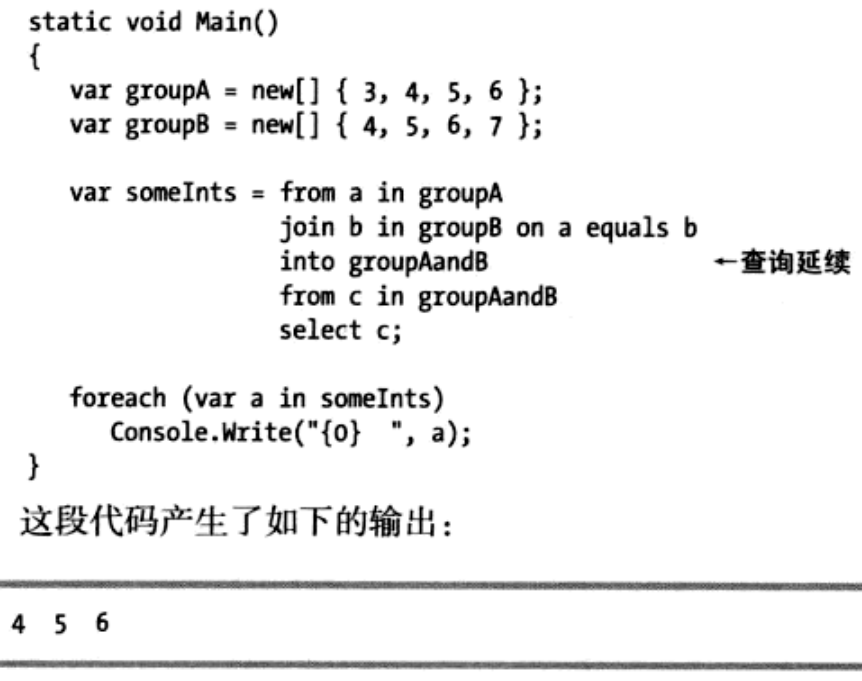 static void Main()
{
   var groupA = new[] { 3, 4, 5, 6 };
   var groupB = new[] { 4, 5, 6, 7 };

   var someInts = from a in groupA
                  join b in groupB on a equals b
                  into groupAandB                  ←查询延续
                  from c in groupAandB
                  select c;

   foreach (var a in someInts)
      Console.Write("{0}  ", a);
}
这段代码产生了如下的输出：
4  5  6